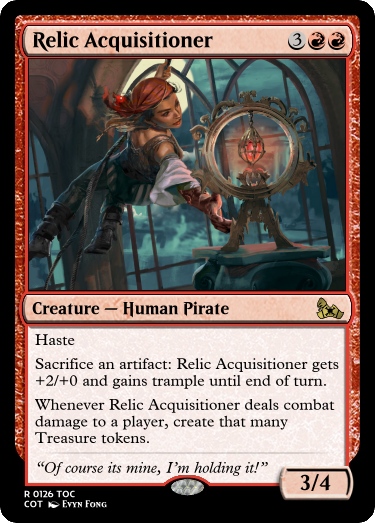 Relic Acquisitioner 3
Creature — Human Pirate
Haste
Sacrifice an artifact: Relic Acquisitioner gets
+2/+0 and gains trample until end of turn.
Whenever Relic Acquisitioner deals combat
damage to a player, create that many
Treasure tokens.
“Of course its mine, I’m holding it!”
3/4
R 0126 TOC
COT Evyn Fong